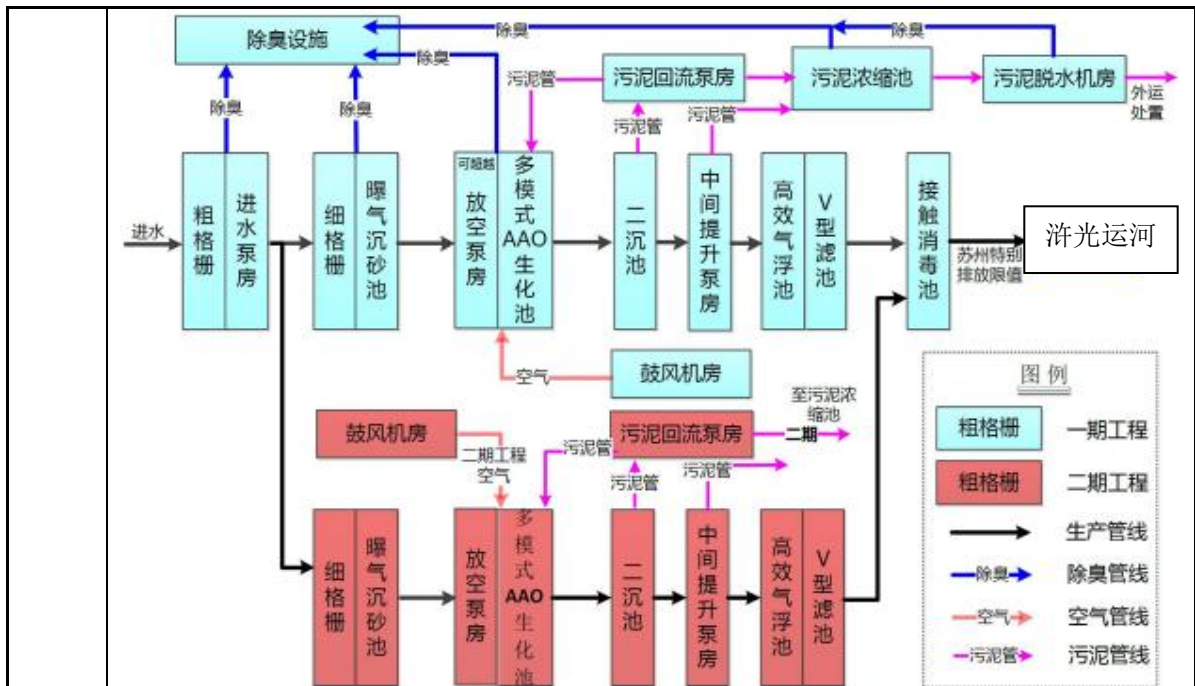 除臭设施
除臭
除臭
除臭
污泥管
污泥回流泵房
污泥浓缩池
污泥脱水机房
外运
处置
除臭
除臭
污泥管
污泥管
进水
粗格栅
进水泵房
细格栅
曝气沉砂池
可超越
放空泵房
多模式AAO生化池
二沉池
中间提升泵房
高效气浮池
V型滤池
接触消毒池
浒光运河
苏州特别
排放限值
空气
鼓风机房
图例
粗格栅
一期工程
粗格栅
二期工程
生产管线
除臭
除臭管线
空气
空气管线
污泥管
污泥管线
鼓风机房
二期工程
空气
污泥管
污泥回流泵房
至污泥浓
缩池
二期
污泥管
污泥管
细格栅
曝气沉砂池
放空泵房
多模式AAO生化池
二沉池
中间提升泵房
高效气浮池
V型滤池